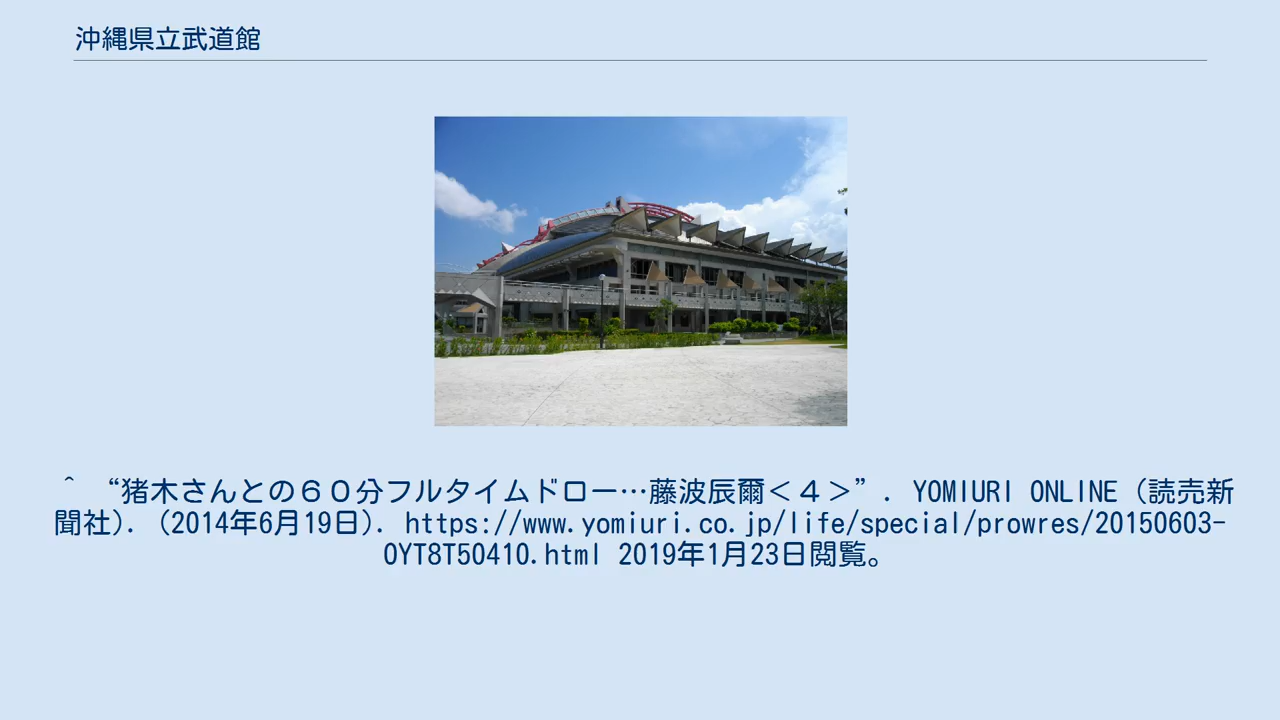 沖縄県立武道館
^ “猪木さんとの６０分フルタイムドロー…藤波辰爾＜４＞”. YOMIURI ONLINE（読売新
聞社）. （2014年6月19日）. https://www.yomiuri.co.jp/life/special/prowres/20150603-
OYT8T50410.html 2019年1月23日閲覧。